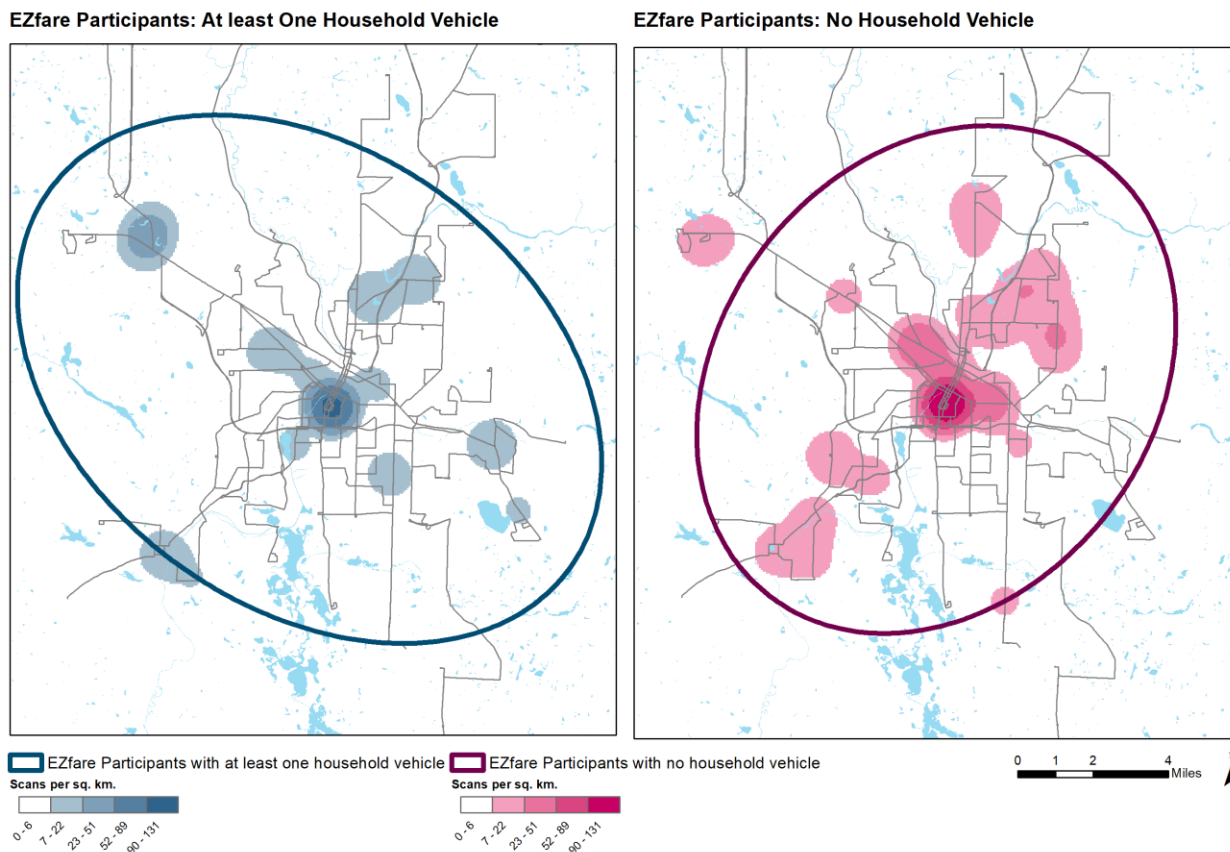 EZfare Participants: At least One Household Vehicle
EZfare Participants: No Household Vehicle
EZfare Participants with at least one household vehicle
EZfare Participants with no household vehicle
Scans per sq. km.
0 - 6
7 - 22
23 - 51
52 - 89
90 - 131
Scans per sq. km.
0 - 6
7 - 22
23 - 51
52 - 89
90 - 131
0 1 2 4
Miles